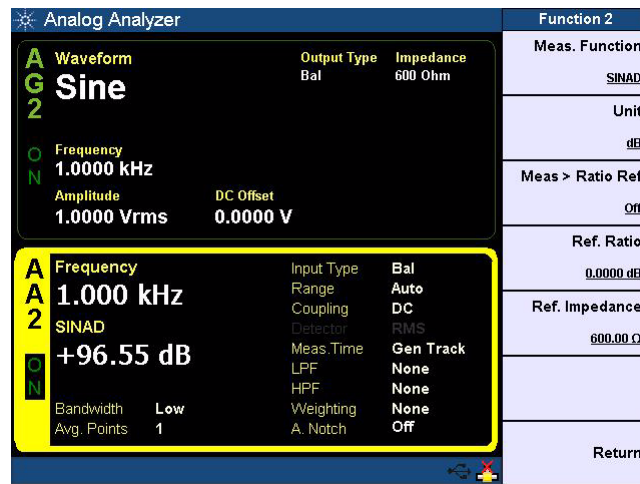 Analog Analyzer
AG2
ON
Waveform
Sine
Output Type Impedance
Bal 600 Ohm
Frequency
1.0000 kHz
Amplitude DC Offset
1.0000 Vrms 0.0000 V
AA2
ON
Frequency
1.000 kHz
SINAD
+96.55 dB
Bandwidth Low
Avg. Points 1
Input Type Bal
Range Auto
Coupling DC
Detector RMS
Meas.Time Gen Track
LPF None
HPF None
Weighting None
A. Notch Off
Function 2
Meas. Function
SINAD
Unit
dB
Meas > Ratio Ref
Off
Ref. Ratio
0.0000 dB
Ref. Impedance
600.00 Ω
Return